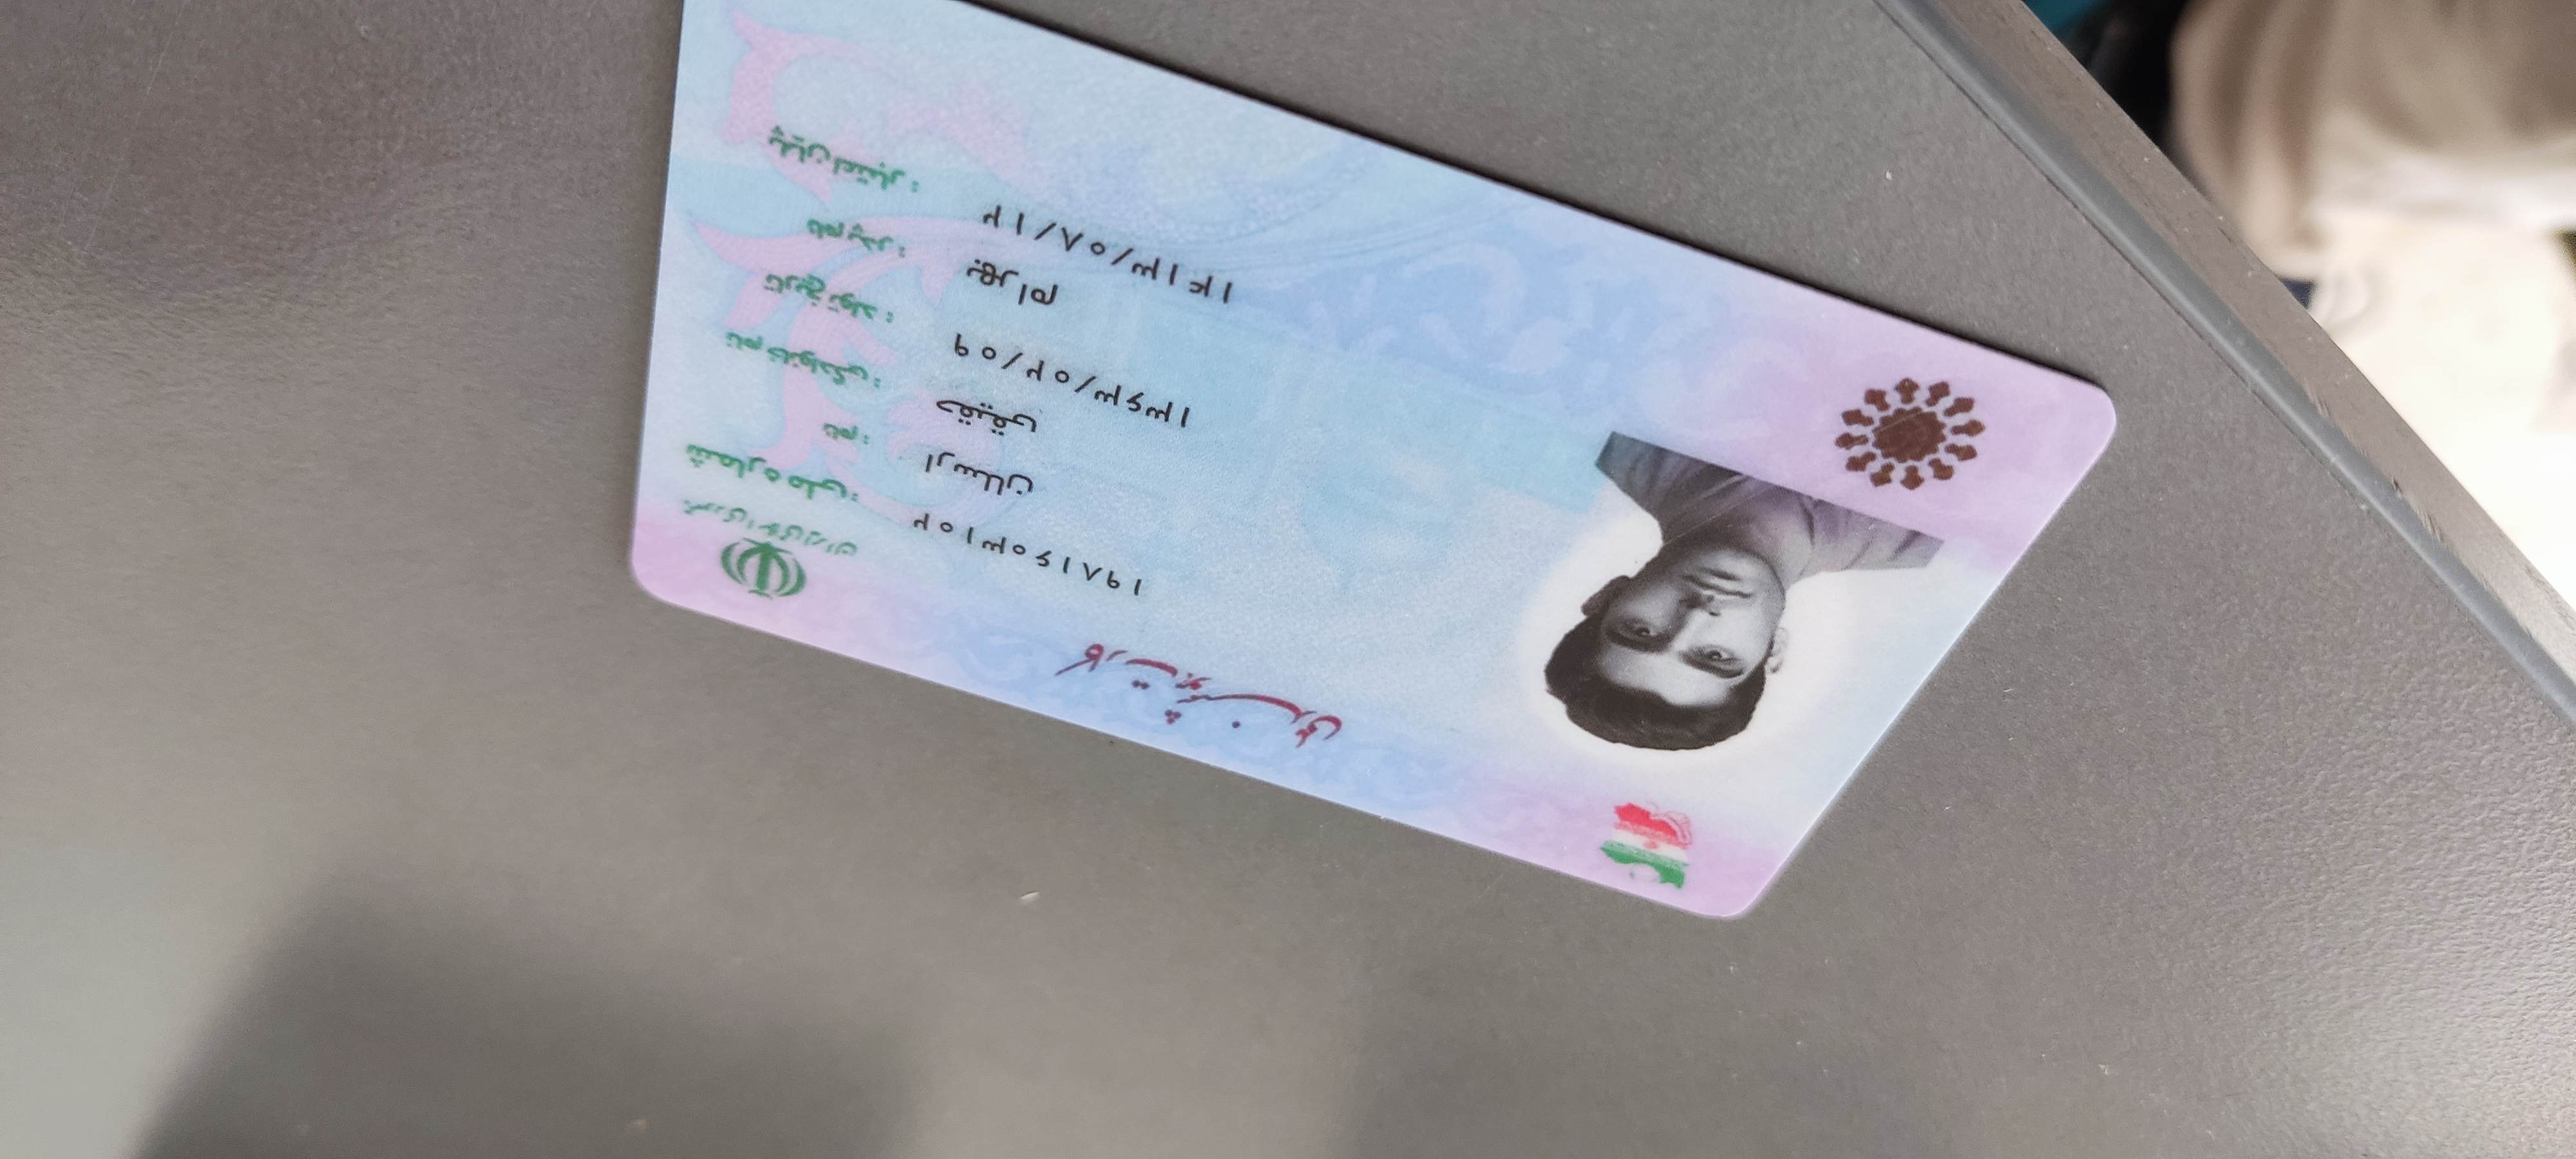 کارت هوشمند ملی
جمهوری اسلامی ایران
شماره ملی: ۱۹۸۱۶۰۳۱۰۲
نام: ارسلان
نام خانوادگی: حقیقی
تاریخ تولد: ۱۳۶۳/۰۲/۰۹
نام پدر: بهرام
پایان اعتبار: ۱۴۱۳/۰۸/۱۲